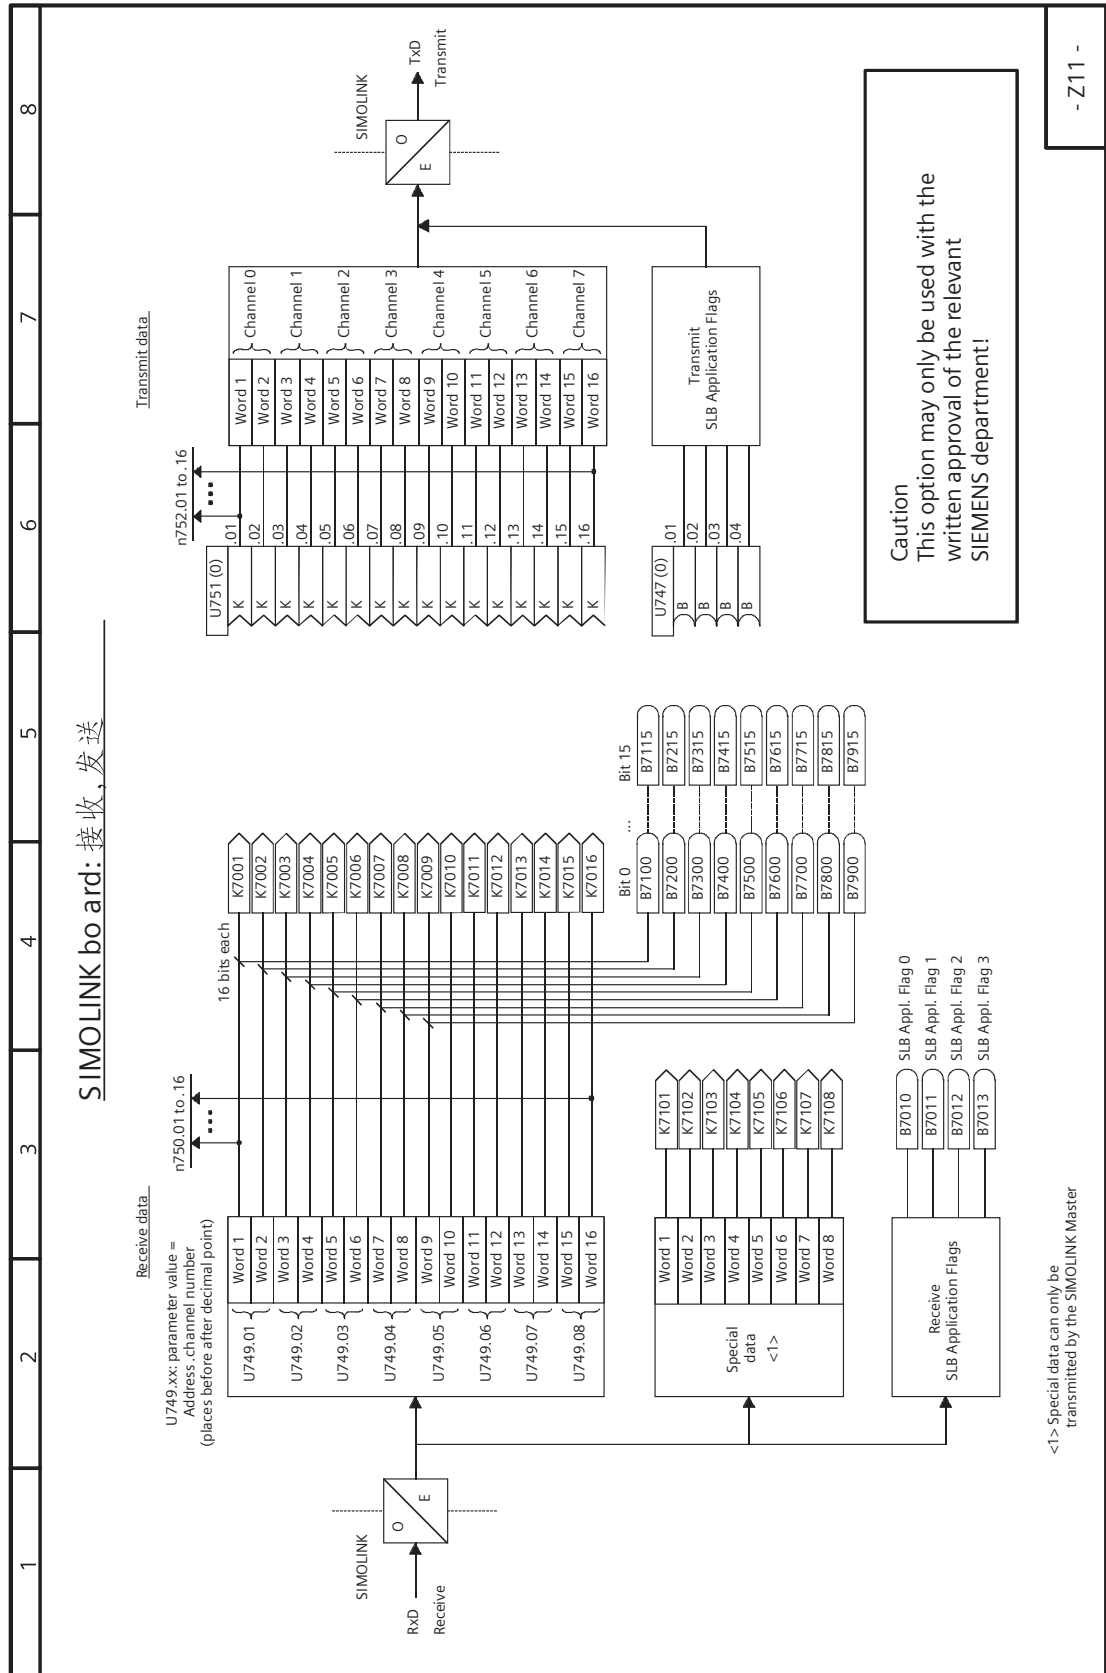 1 2 3 4 5 6 7 8
SIMOLINK bo ard: 接收, 发送
Receive data
U749.xx: parameter value =
Address .channel number
(places before after decimal point)
n750.01 to .16
...
16 bits each
SIMOLINK
O
E
RxD
Receive
U749.01
U749.02
U749.03
U749.04
U749.05
U749.06
U749.07
U749.08
Word 1
Word 2
Word 3
Word 4
Word 5
Word 6
Word 7
Word 8
Word 9
Word 10
Word 11
Word 12
Word 13
Word 14
Word 15
Word 16
K7001
K7002
K7003
K7004
K7005
K7006
K7007
K7008
K7009
K7010
K7011
K7012
K7013
K7014
K7015
K7016
Bit 0 ... Bit 15
B7100 B7115
B7200 B7215
B7300 B7315
B7400 B7415
B7500 B7515
B7600 B7615
B7700 B7715
B7800 B7815
B7900 B7915
Special
data
<1>
Word 1 K7101
Word 2 K7102
Word 3 K7103
Word 4 K7104
Word 5 K7105
Word 6 K7106
Word 7 K7107
Word 8 K7108
Receive
SLB Application Flags
B7010 SLB Appl. Flag 0
B7011 SLB Appl. Flag 1
B7012 SLB Appl. Flag 2
B7013 SLB Appl. Flag 3
<1> Special data can only be
transmitted by the SIMOLINK Master
Transmit data
n752.01 to .16
...
U751 (0)
K .01 Word 1
K .02 Word 2
K .03 Word 3
K .04 Word 4
K .05 Word 5
K .06 Word 6
K .07 Word 7
K .08 Word 8
K .09 Word 9
K .10 Word 10
K .11 Word 11
K .12 Word 12
K .13 Word 13
K .14 Word 14
K .15 Word 15
K .16 Word 16
Channel 0
Channel 1
Channel 2
Channel 3
Channel 4
Channel 5
Channel 6
Channel 7
SIMOLINK
O
E
TxD
Transmit
U747 (0)
B .01
B .02
B .03
B .04
Transmit
SLB Application Flags
Caution
This option may only be used with the
written approval of the relevant
SIEMENS department!
- Z11 -